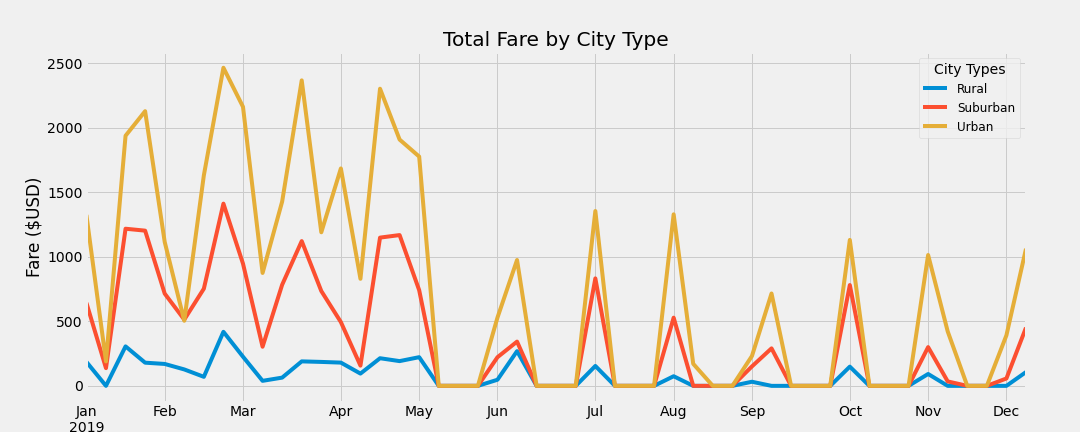 Total Fare by City Type
Fare ($USD)
2500
2000
1500
1000
500
0
City Types
Rural
Suburban
Urban
Jan Feb Mar Apr May Jun Jul Aug Sep Oct Nov Dec
2019